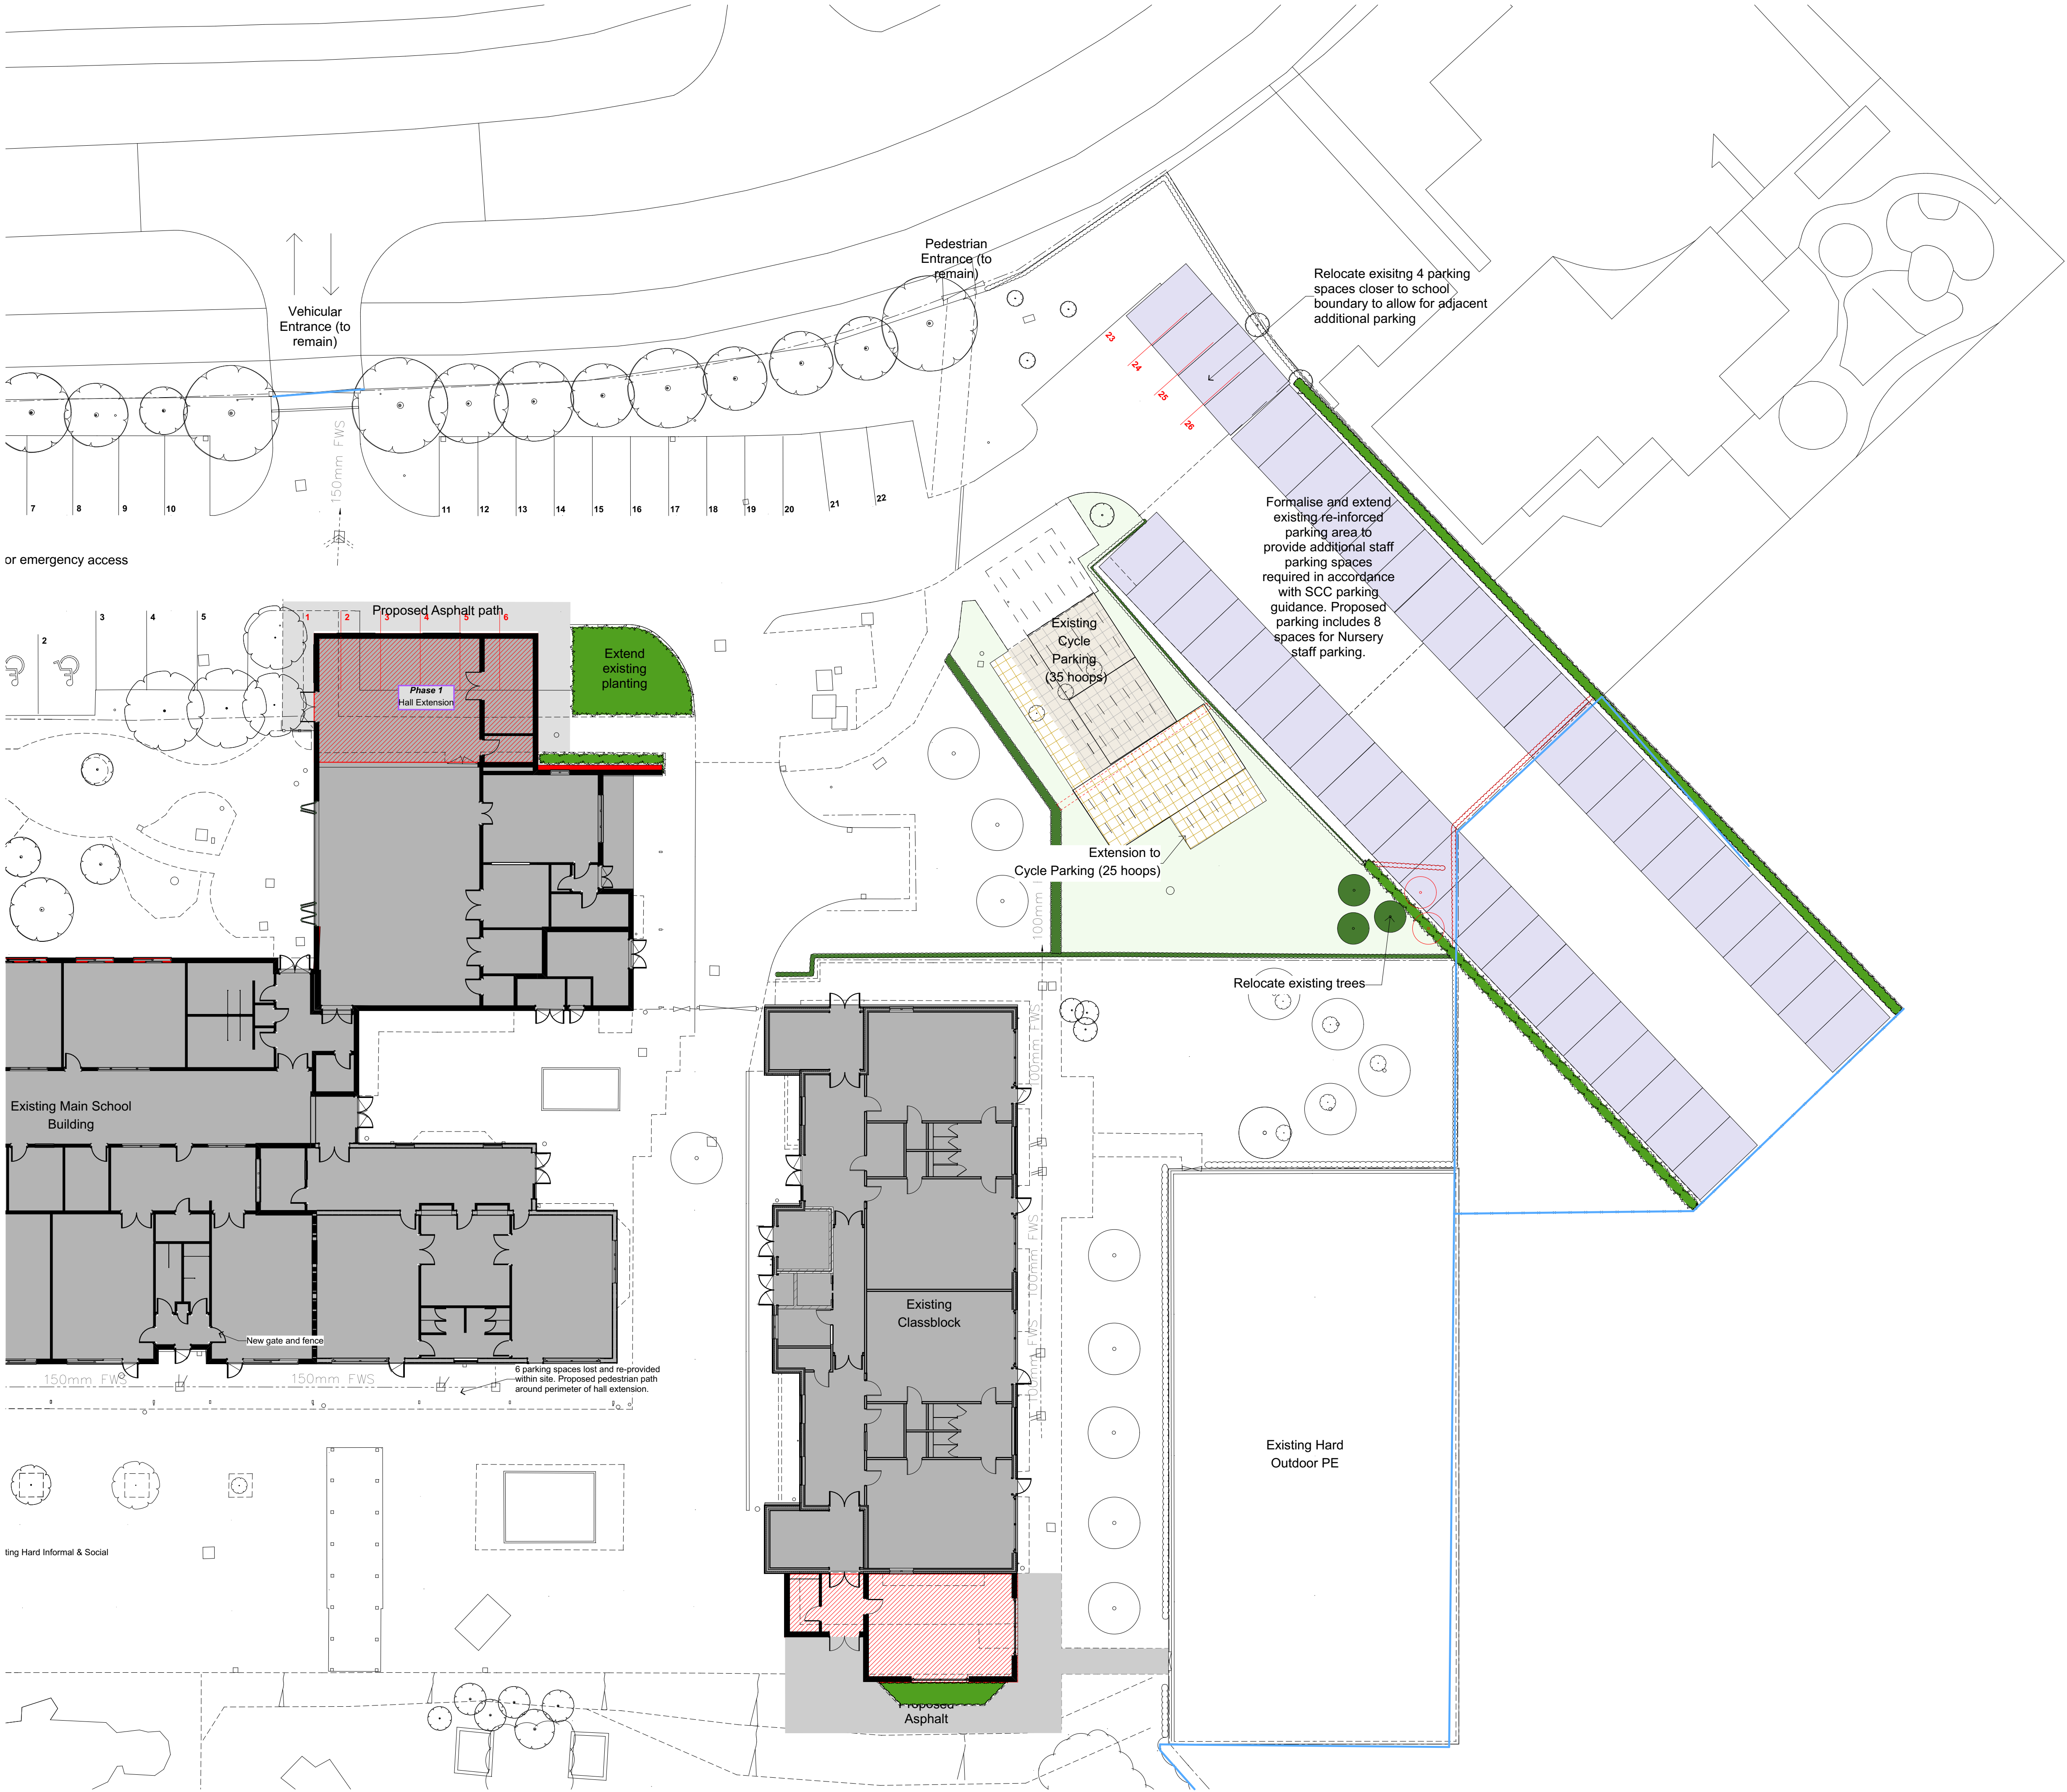 Pedestrian
Entrance (to
remain)
Relocate exisitng 4 parking
spaces closer to school
boundary to allow for adjacent
additional parking
Vehicular
Entrance (to
remain)
23
24
25
26
150mm FWS
7
8
9
10
11
12
13
14
15
16
17
18
19
20
21
22
Formalise and extend
existing re-inforced
parking area to
provide additional staff
parking spaces
required in accordance
with SCC parking
guidance. Proposed
parking includes 8
spaces for Nursery
staff parking.
or emergency access
Proposed Asphalt path
2
3
4
5
1
2
3
4
5
6
Existing
Cycle
Parking
(35 hoops)
Extend
existing
planting
Phase 1
Hall Extension
Extension to
Cycle Parking (25 hoops)
100mm
Relocate existing trees
100mm FWS
Existing Main School
Building
100mm FWS
Existing
Classblock
New gate and fence
100mm FWS
150mm FWS
150mm FWS
6 parking spaces lost and re-provided
within site. Proposed pedestrian path
around perimeter of hall extension.
Existing Hard
Outdoor PE
ting Hard Informal & Social
Proposed
Asphalt